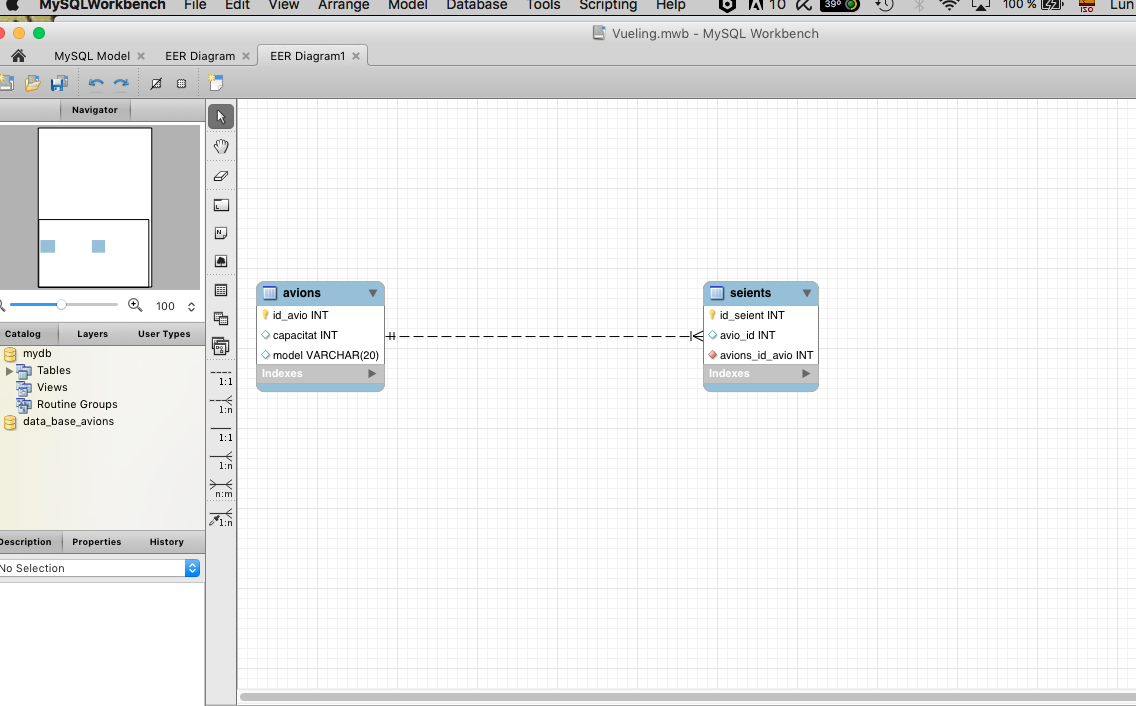 MySQLWorkbench File Edit View Arrange Model Database Tools Scripting Help 10 39° 100 % ISO Lun
Vueling.mwb - MySQL Workbench
MySQL Model EER Diagram EER Diagram1
Navigator
100
Catalog Layers User Types
mydb
Tables
Views
Routine Groups
data_base_avions
Description Properties History
No Selection
1:1
1:n
1:1
1:n
n:m
1:n
avions
id_avio INT
capacitat INT
model VARCHAR(20)
Indexes
seients
id_seient INT
avio_id INT
avions_id_avio INT
Indexes